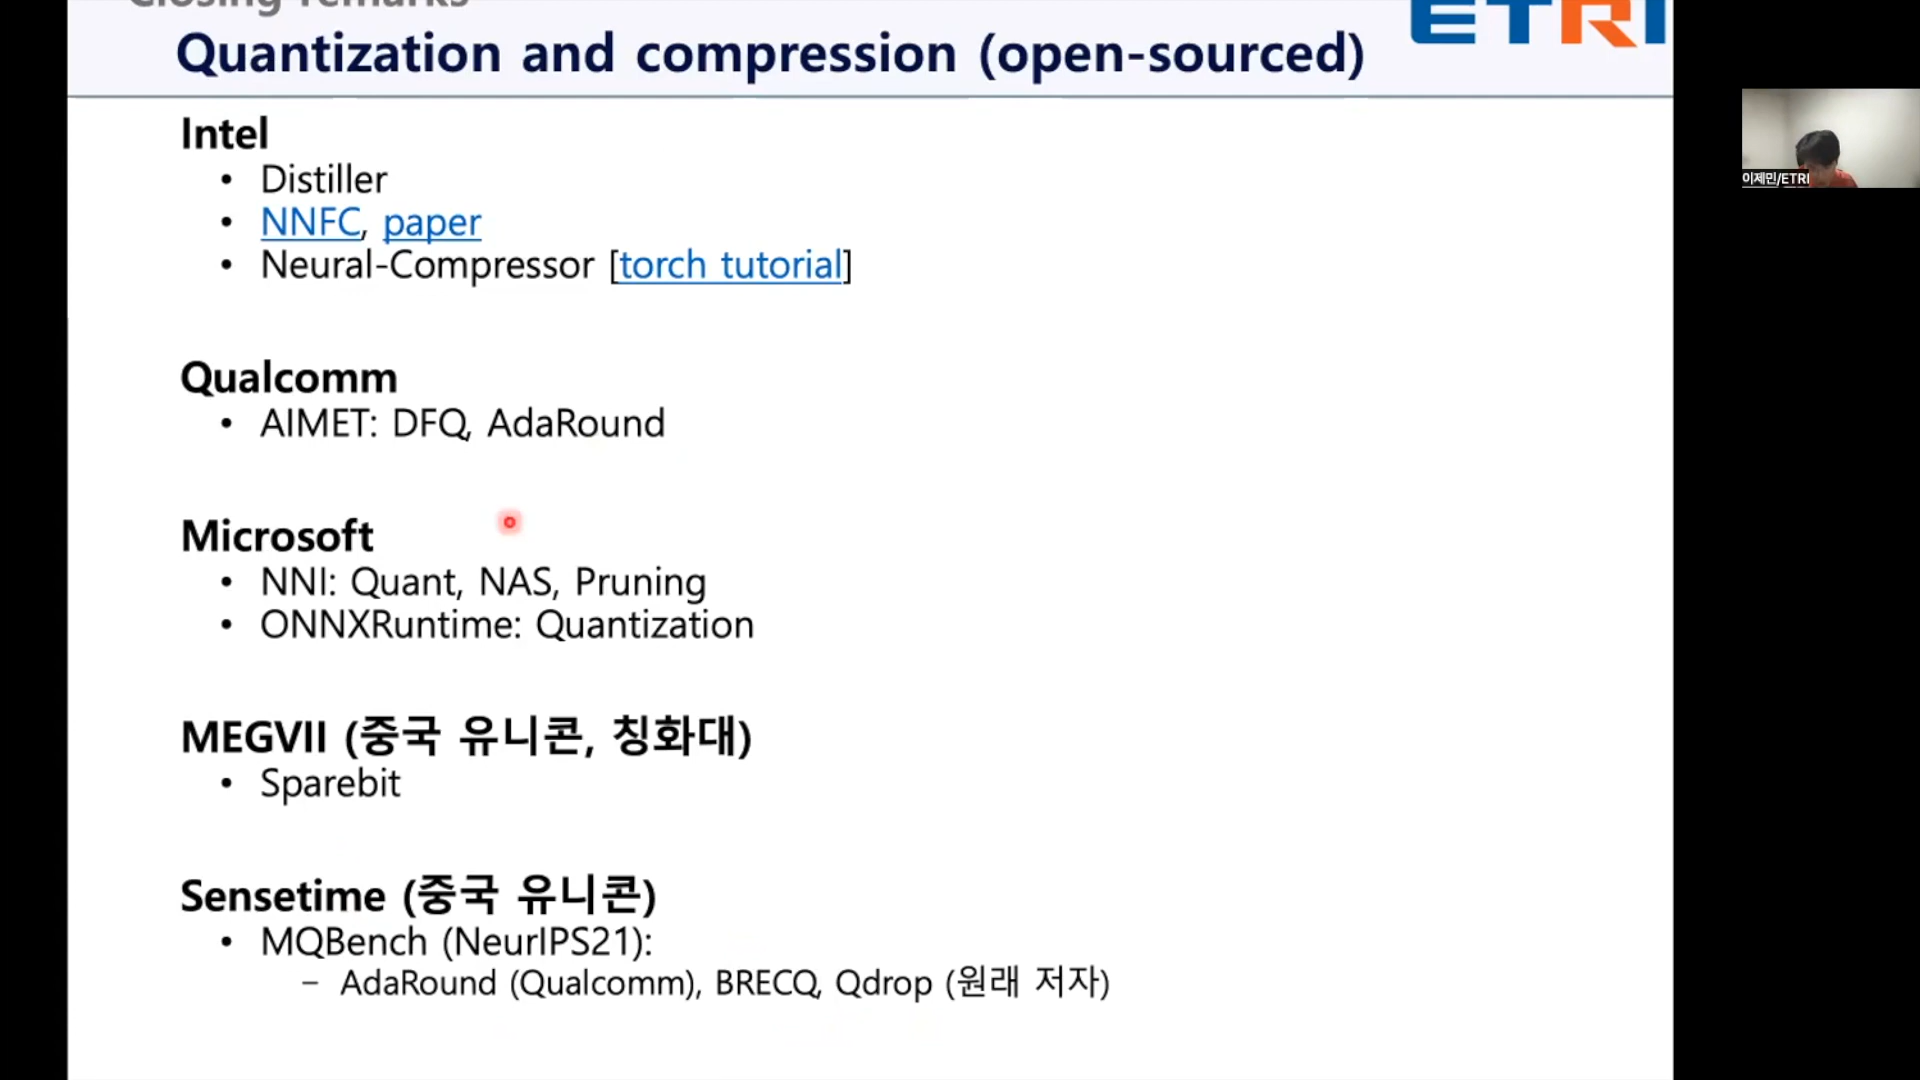 Closing remarks
ETRI
Quantization and compression (open-sourced)
Intel
• Distiller
• NNFC, paper
• Neural-Compressor [torch tutorial]
Qualcomm
• AIMET: DFQ, AdaRound
Microsoft
• NNI: Quant, NAS, Pruning
• ONNXRuntime: Quantization
MEGVII (중국 유니콘, 칭화대)
• Sparebit
Sensetime (중국 유니콘)
• MQBench (NeurIPS21):
– AdaRound (Qualcomm), BRECQ, Qdrop (원래 저자)
이제민/ETRI